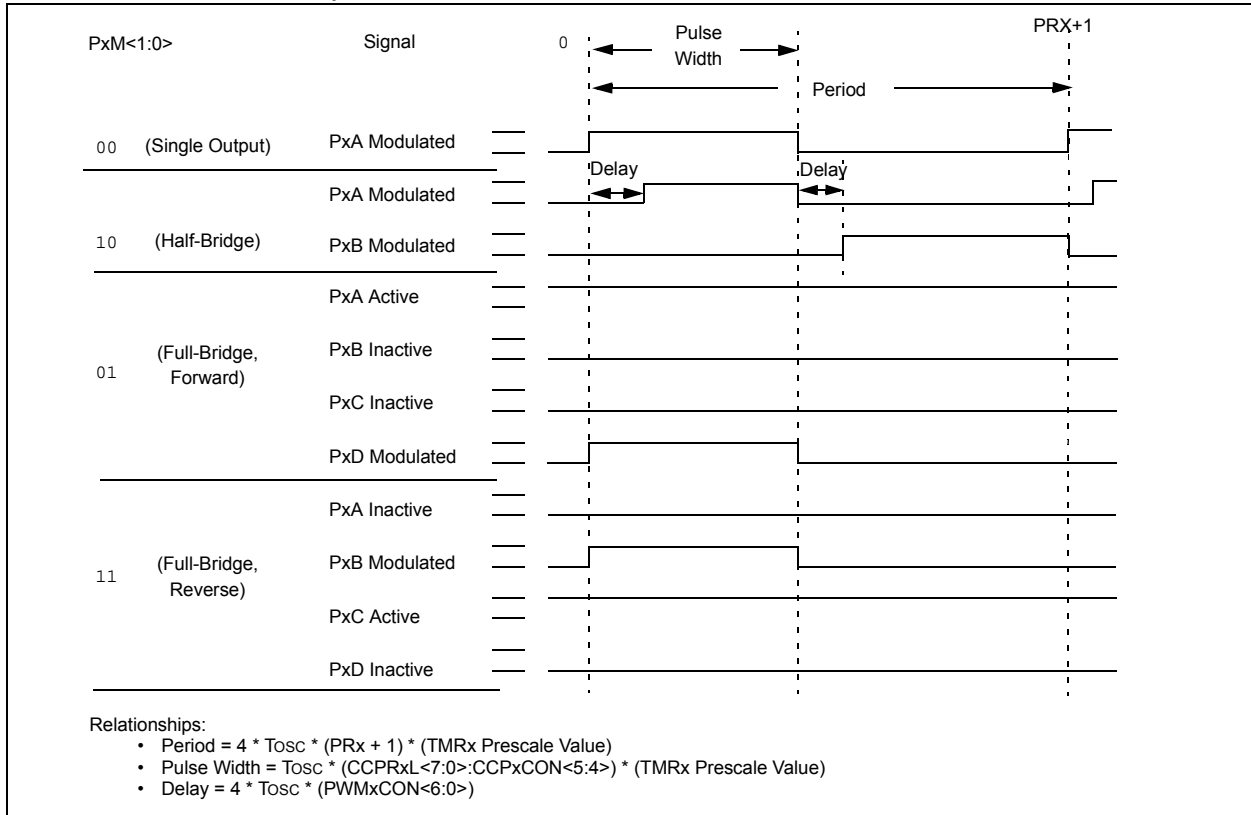 PxM<1:0> Signal 0 Pulse Width PRX+1
Period
00 (Single Output) PxA Modulated
Delay Delay
PxA Modulated
10 (Half-Bridge) PxB Modulated
PxA Active
01 (Full-Bridge, Forward) PxB Inactive
PxC Inactive
PxD Modulated
PxA Inactive
11 (Full-Bridge, Reverse) PxB Modulated
PxC Active
PxD Inactive
Relationships:
• Period = 4 * TOSC * (PRx + 1) * (TMRx Prescale Value)
• Pulse Width = TOSC * (CCPRxL<7:0>:CCPxCON<5:4>) * (TMRx Prescale Value)
• Delay = 4 * TOSC * (PWMxCON<6:0>)